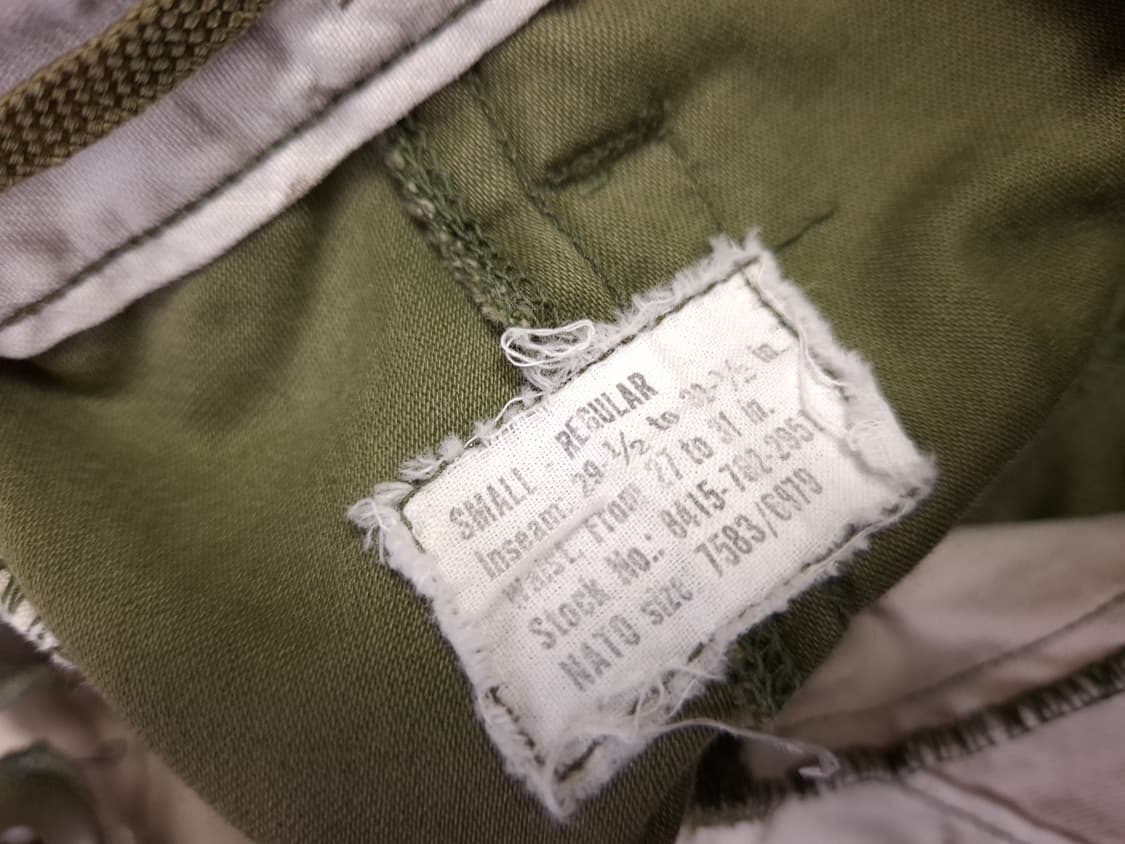 SMALL - REGULAR
Inseam: 29-½ to 32-½ in.
Waist: From 27 to 31 in.
Stock No.: 8415-782-2951
NATO size 7583/0979